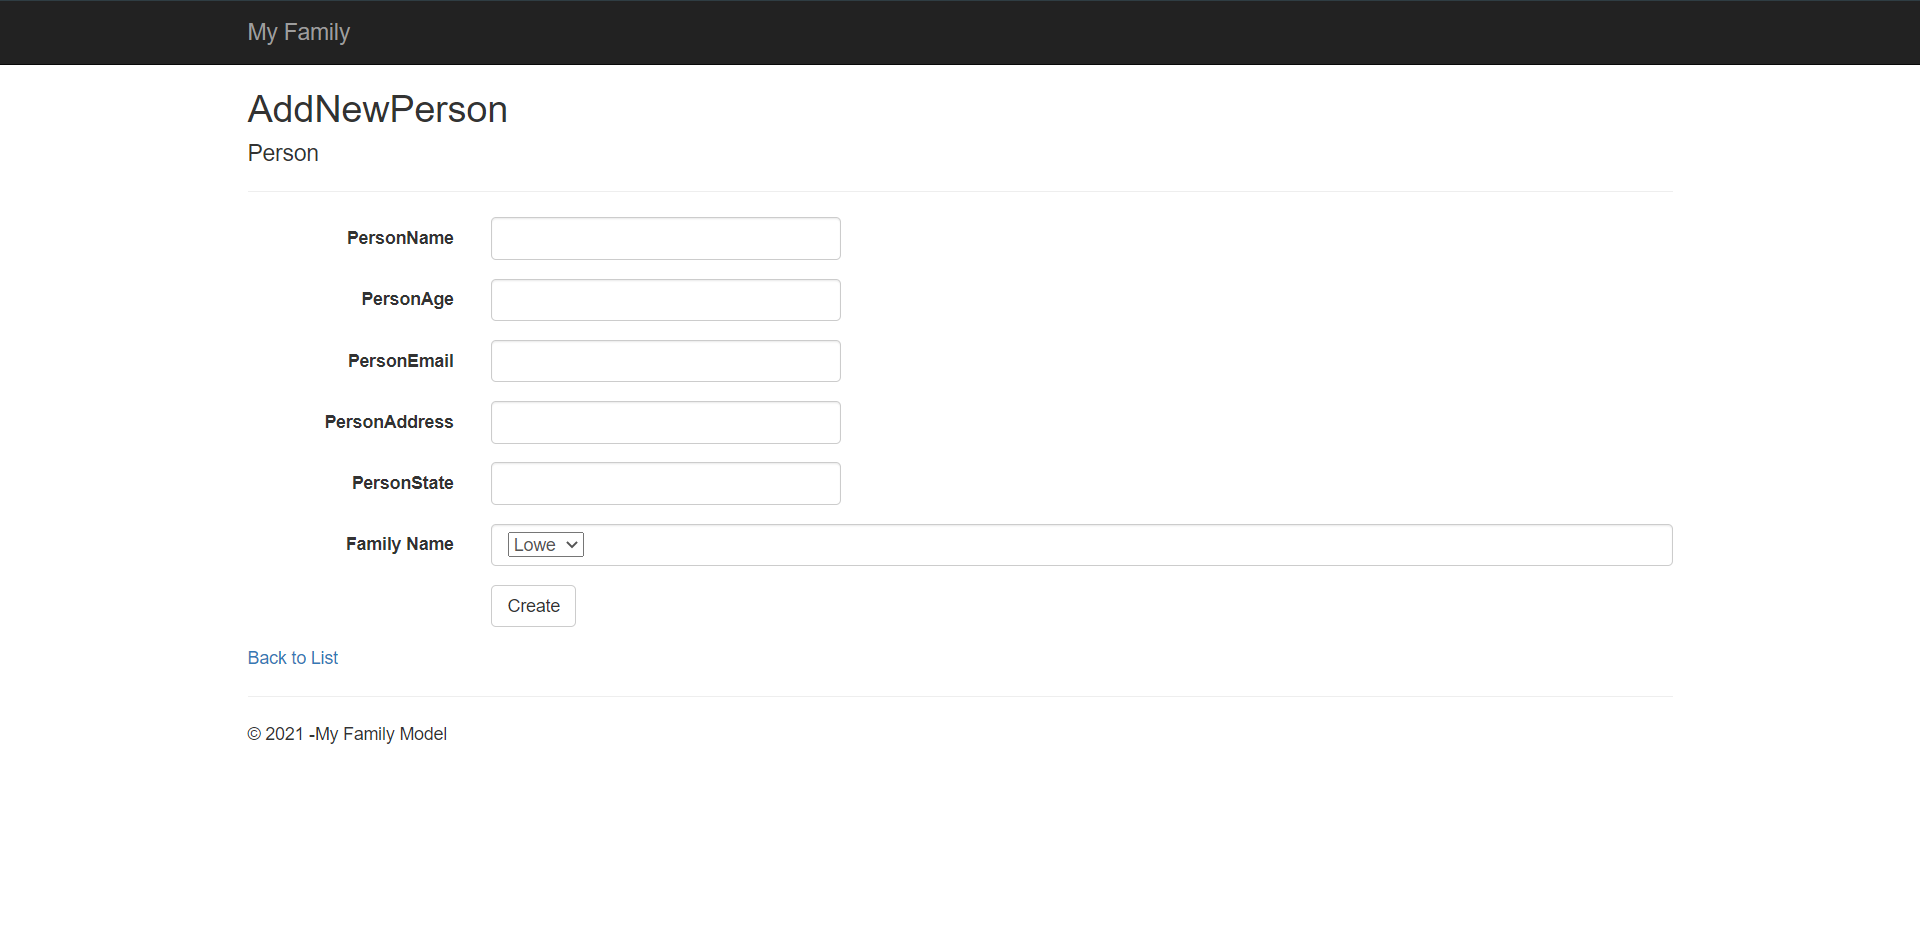 My Family
AddNewPerson
Person
PersonName
PersonAge
PersonEmail
PersonAddress
PersonState
Family Name Lowe
Create
Back to List
© 2021 -My Family Model